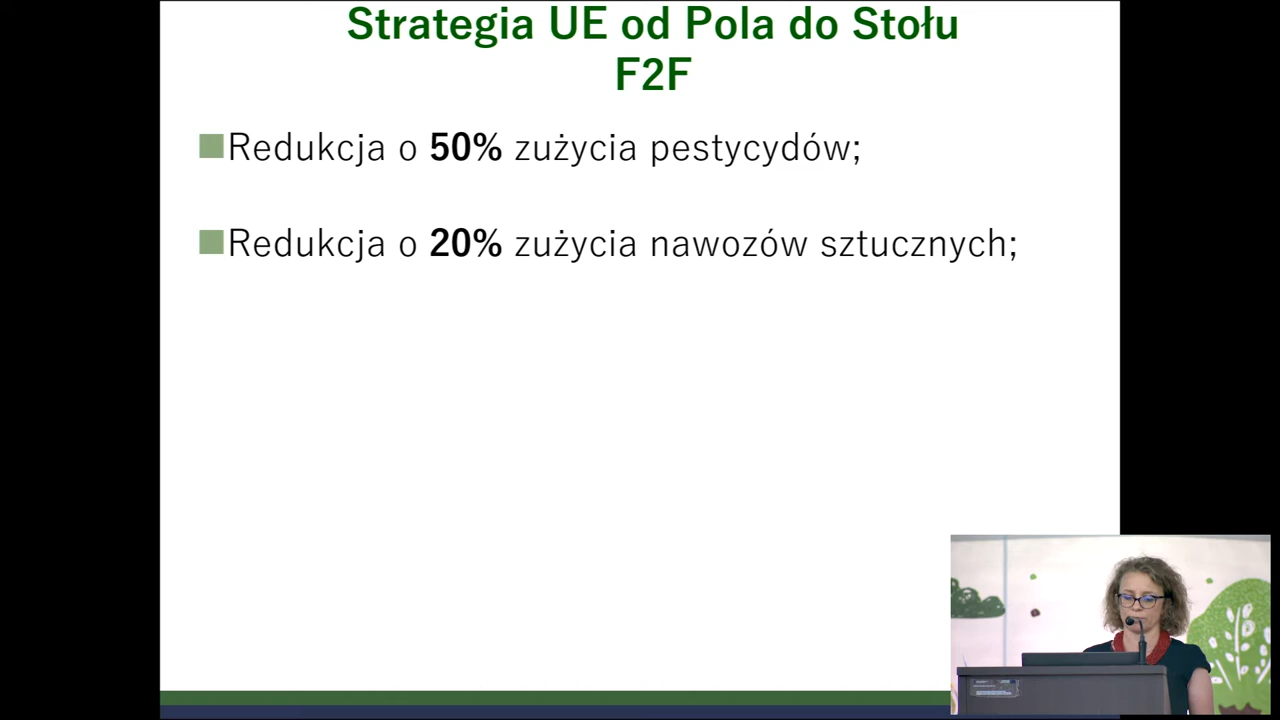 Strategia UE od Pola do Stołu
F2F
Redukcja o 50% zużycia pestycydów;
Redukcja o 20% zużycia nawozów sztucznych;